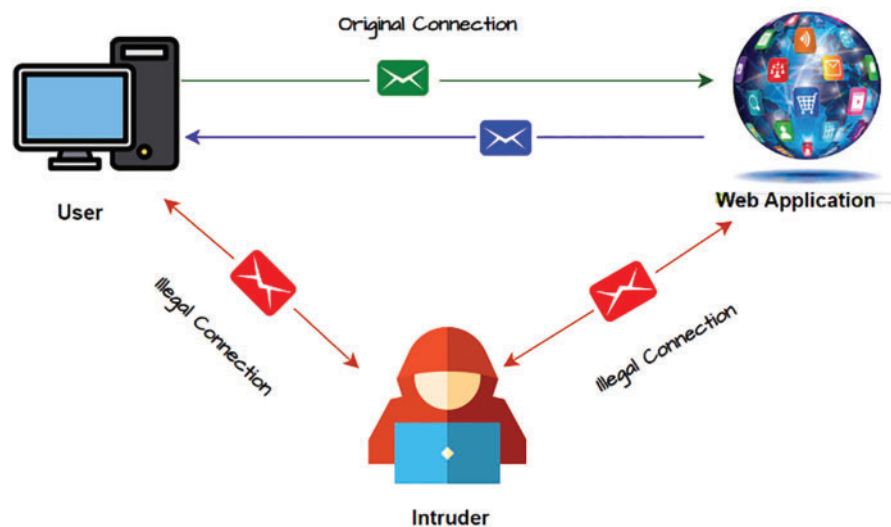 Original Connection
User
Web Application
Illegal Connection
Illegal Connection
Intruder